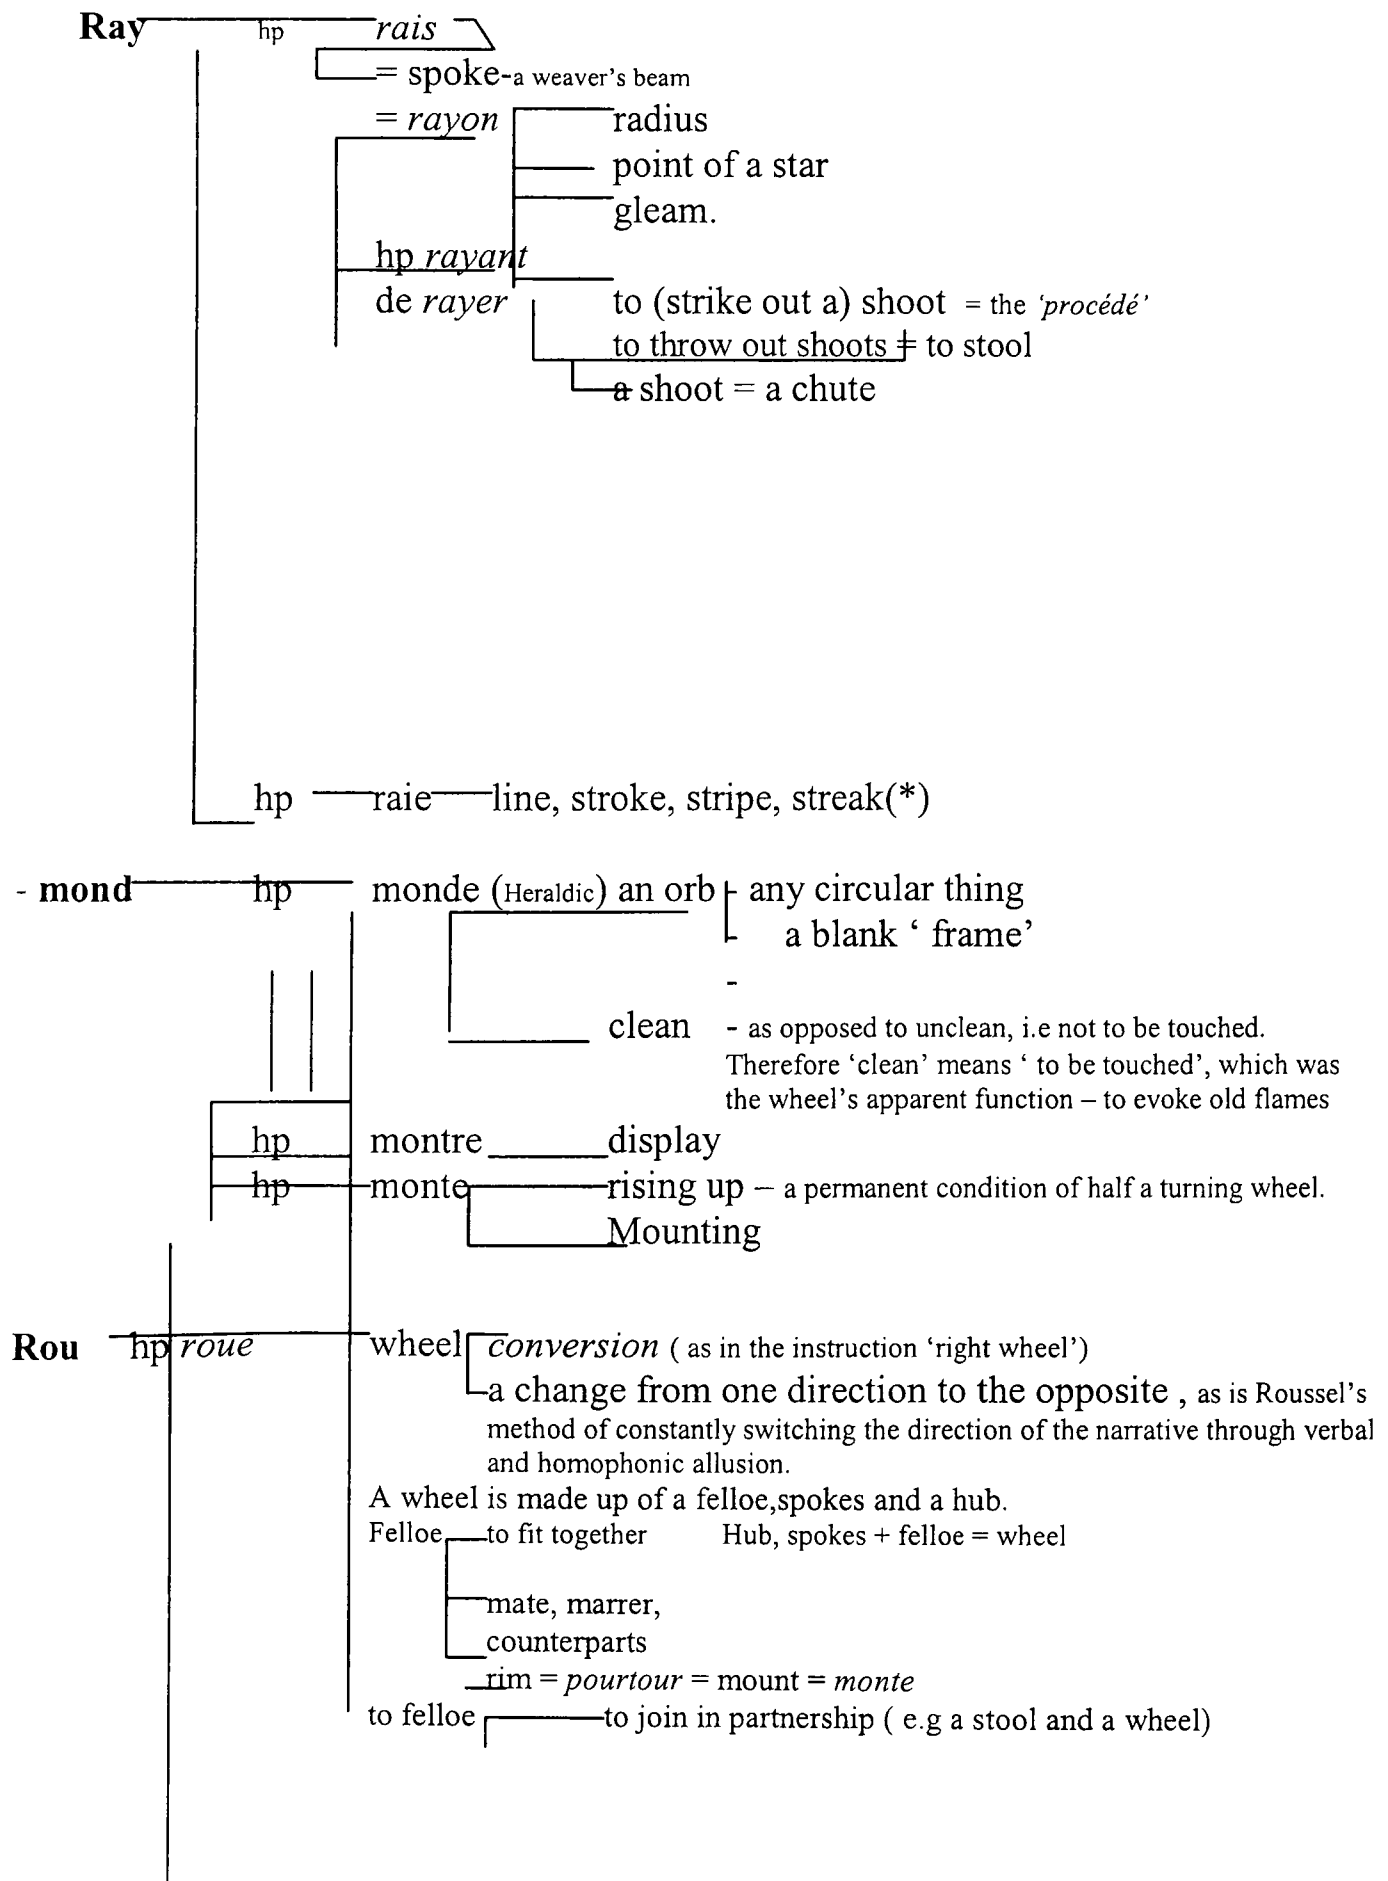 Ray hp rais
= spoke-a weaver's beam
= rayon radius
point of a star
gleam.
hp rayant
de rayer to (strike out a) shoot = the 'procédé'
to throw out shoots = to stool
a shoot = a chute
hp raie line, stroke, stripe, streak(*)
- mond hp monde (Heraldic) an orb - any circular thing
- a blank ' frame'
-
clean - as opposed to unclean, i.e not to be touched.
Therefore 'clean' means ' to be touched', which was
the wheel's apparent function – to evoke old flames
hp montre display
hp monte rising up – a permanent condition of half a turning wheel.
Mounting
Rou hp roue wheel conversion ( as in the instruction 'right wheel')
a change from one direction to the opposite , as is Roussel's
method of constantly switching the direction of the narrative through verbal
and homophonic allusion.
A wheel is made up of a felloe,spokes and a hub.
Felloe to fit together Hub, spokes + felloe = wheel
mate, marrer,
counterparts
rim = pourtour = mount = monte
to felloe to join in partnership ( e.g a stool and a wheel)